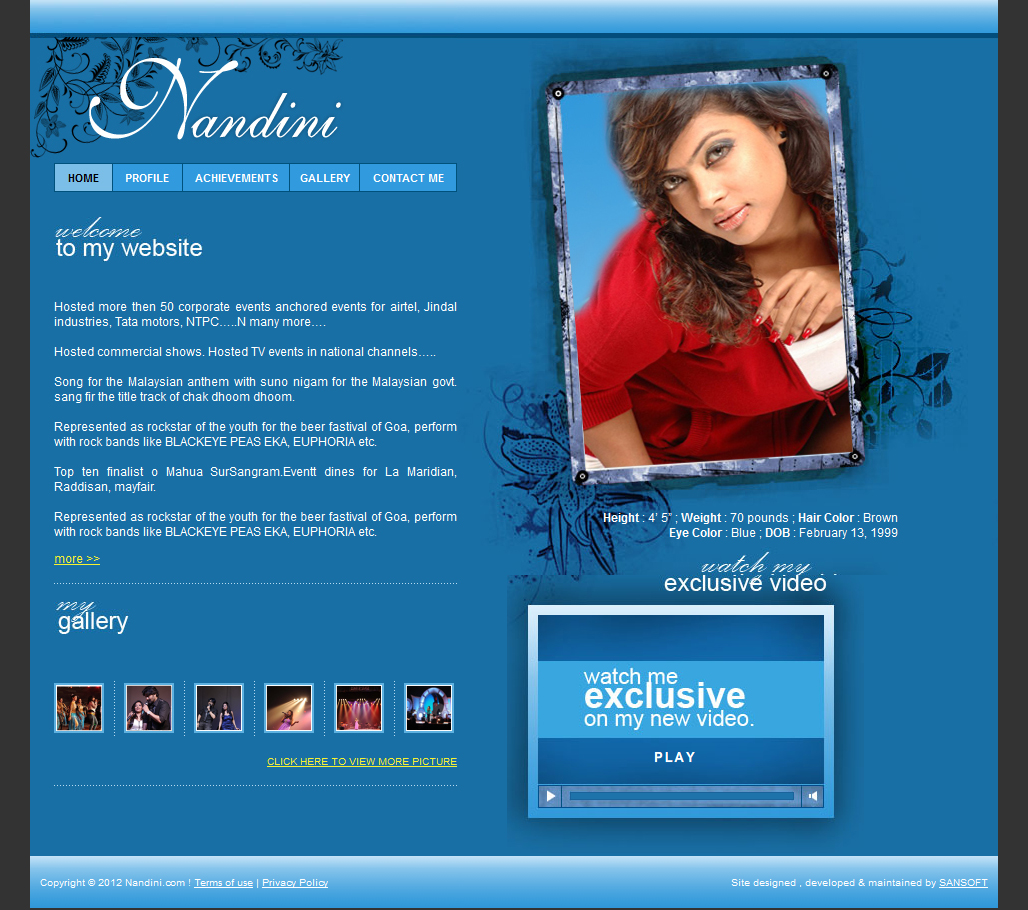 Nandini
HOME PROFILE ACHIEVEMENTS GALLERY CONTACT ME
welcome
to my website
Hosted more then 50 corporate events anchored events for airtel, Jindal
industries, Tata motors, NTPC…..N many more….
Hosted commercial shows. Hosted TV events in national channels…..
Song for the Malaysian anthem with suno nigam for the Malaysian govt.
sang fir the title track of chak dhoom dhoom.
Represented as rockstar of the youth for the beer fastival of Goa, perform
with rock bands like BLACKEYE PEAS EKA, EUPHORIA etc.
Top ten finalist o Mahua SurSangram.Eventt dines for La Maridian,
Raddisan, mayfair.
Represented as rockstar of the youth for the beer fastival of Goa, perform
with rock bands like BLACKEYE PEAS EKA, EUPHORIA etc.
more >>
my
gallery
CLICK HERE TO VIEW MORE PICTURE
Height : 4’ 5” ; Weight : 70 pounds ; Hair Color : Brown
Eye Color : Blue ; DOB : February 13, 1999
watch my
exclusive video
watch me
exclusive
on my new video.
PLAY
Copyright © 2012 Nandini.com ! Terms of use | Privacy Policy
Site designed , developed & maintained by SANSOFT